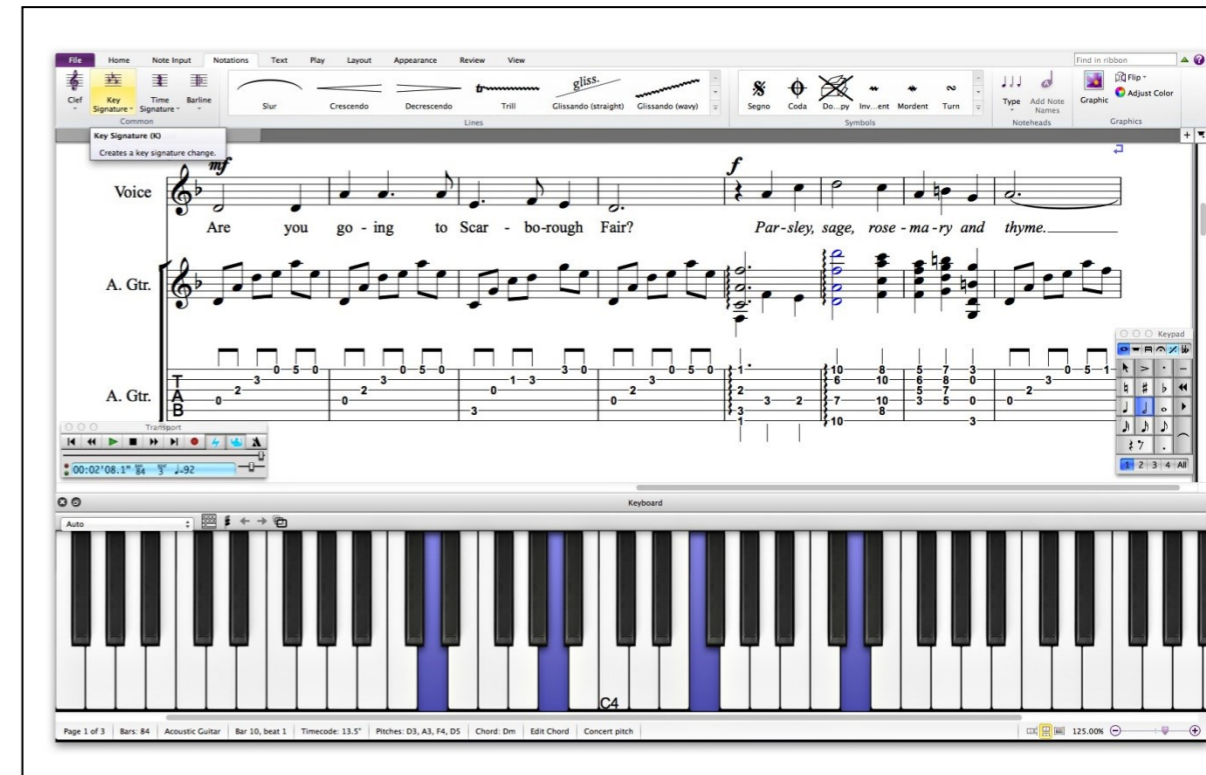 File Home Note Input Notations Text Play Layout Appearance Review View Find in ribbon
Clef Key Signature Time Signature Barline Slur Crescendo Decrescendo Trill Glissando (straight) Glissando (wavy) Segno Coda Do...py Inv...ent Mordent Turn Type Add Note Names Graphic Flip Adjust Color
gliss.
tr
Common Lines Symbols Noteheads Graphics
Key Signature (K)
Creates a key signature change.
mf f
Voice
Are you go - ing to Scar - bo-rough Fair? Par-sley, sage, rose - ma - ry and thyme.
A. Gtr.
A. Gtr.
T
A
B
Keypad
1 2 3 4 All
Transport
00:02'08.1" 84 3 ♩=92
Keyboard
Auto
C4
Page 1 of 3 Bars: 84 Acoustic Guitar Bar 10, beat 1 Timecode: 13.5" Pitches: D3, A3, F4, D5 Chord: Dm Edit Chord Concert pitch 125.00%